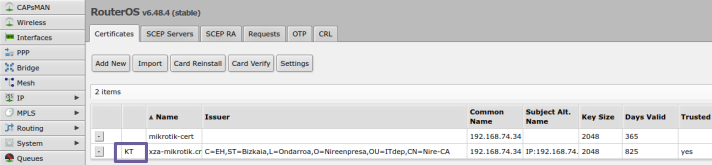 CAPsMAN
Wireless
Interfaces
PPP
Bridge
Mesh
IP
MPLS
Routing
System
Queues
RouterOS v6.48.4 (stable)
Certificates SCEP Servers SCEP RA Requests OTP CRL
Add New Import Card Reinstall Card Verify Settings
2 items
▲ Name Issuer Common Name Subject Alt. Name Key Size Days Valid Trusted
- mikrotik-cert 192.168.74.34 2048 365
- KT xza-mikrotik.cr C=EH,ST=Bizkaia,L=Ondarroa,O=Nireenpresa,OU=ITdep,CN=Nire-CA 192.168.74.34 IP:192.168.74. 2048 825 yes